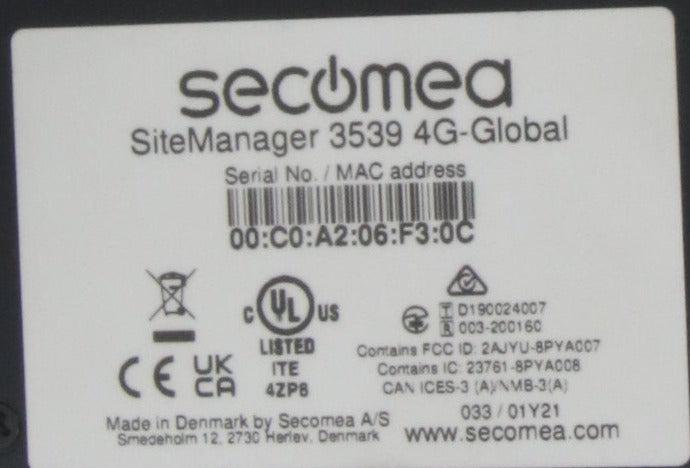 secomea
SiteManager 3539 4G-Global
Serial No. / MAC address
00:C0:A2:06:F3:0C
C UL US
LISTED
ITE
4ZP8
CE UK
CA
T D190024007
R 003-200160
Contains FCC ID: 2AJYU-8PYA007
Contains IC: 23761-8PYA008
CAN ICES-3 (A)/NMB-3(A)
033 / 01Y21
Made in Denmark by Secomea A/S
Smedeholm 12, 2730 Herlev, Denmark
www.secomea.com